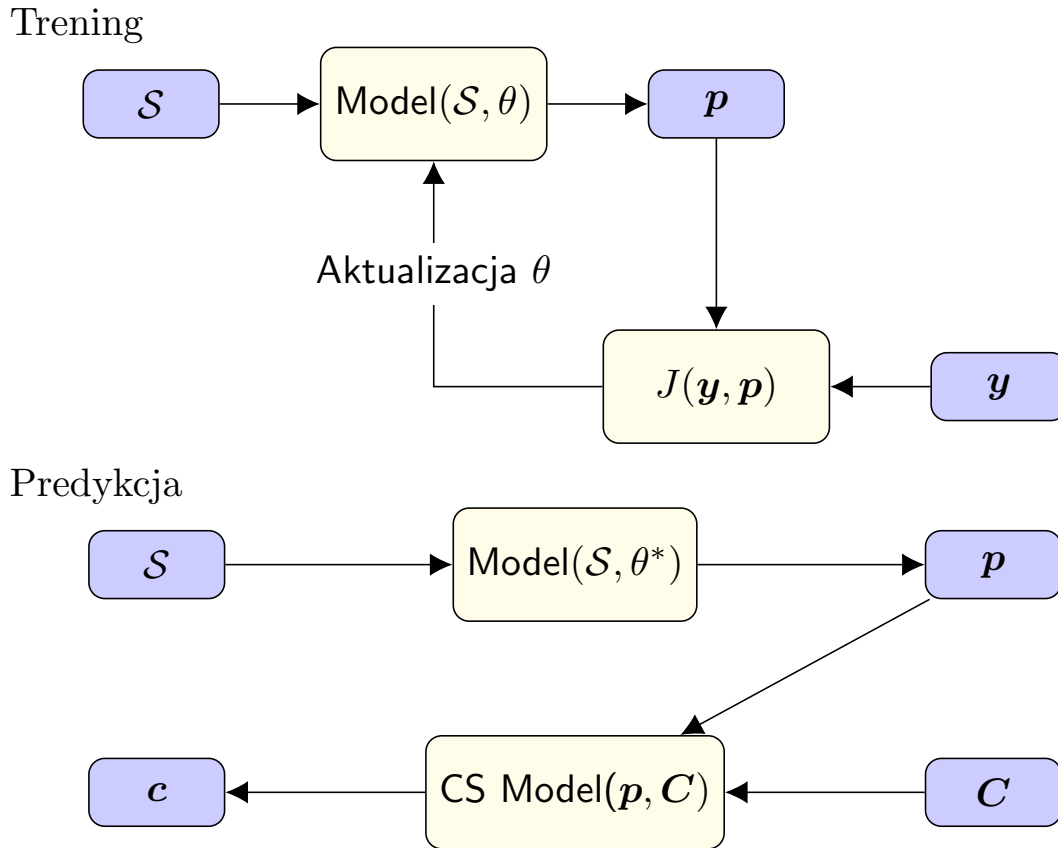 Trening
𝒮
Model(𝒮, θ)
𝒑
Aktualizacja θ
J(𝒚, 𝒑)
𝒚
Predykcja
𝒮
Model(𝒮, θ*)
𝒑
𝒄
CS Model(𝒑, 𝑪)
𝑪